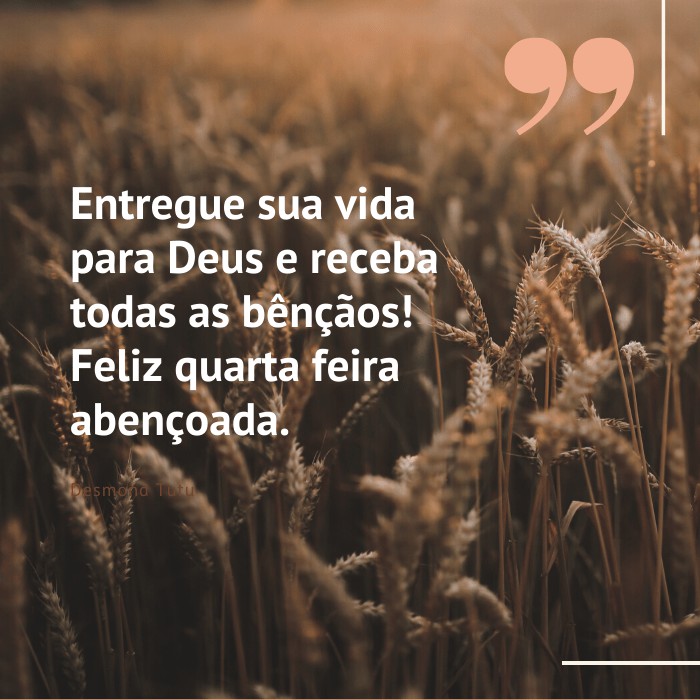 Entregue sua vida
para Deus e receba
todas as bênçãos!
Feliz quarta feira
abençoada.
Desmond Tutu